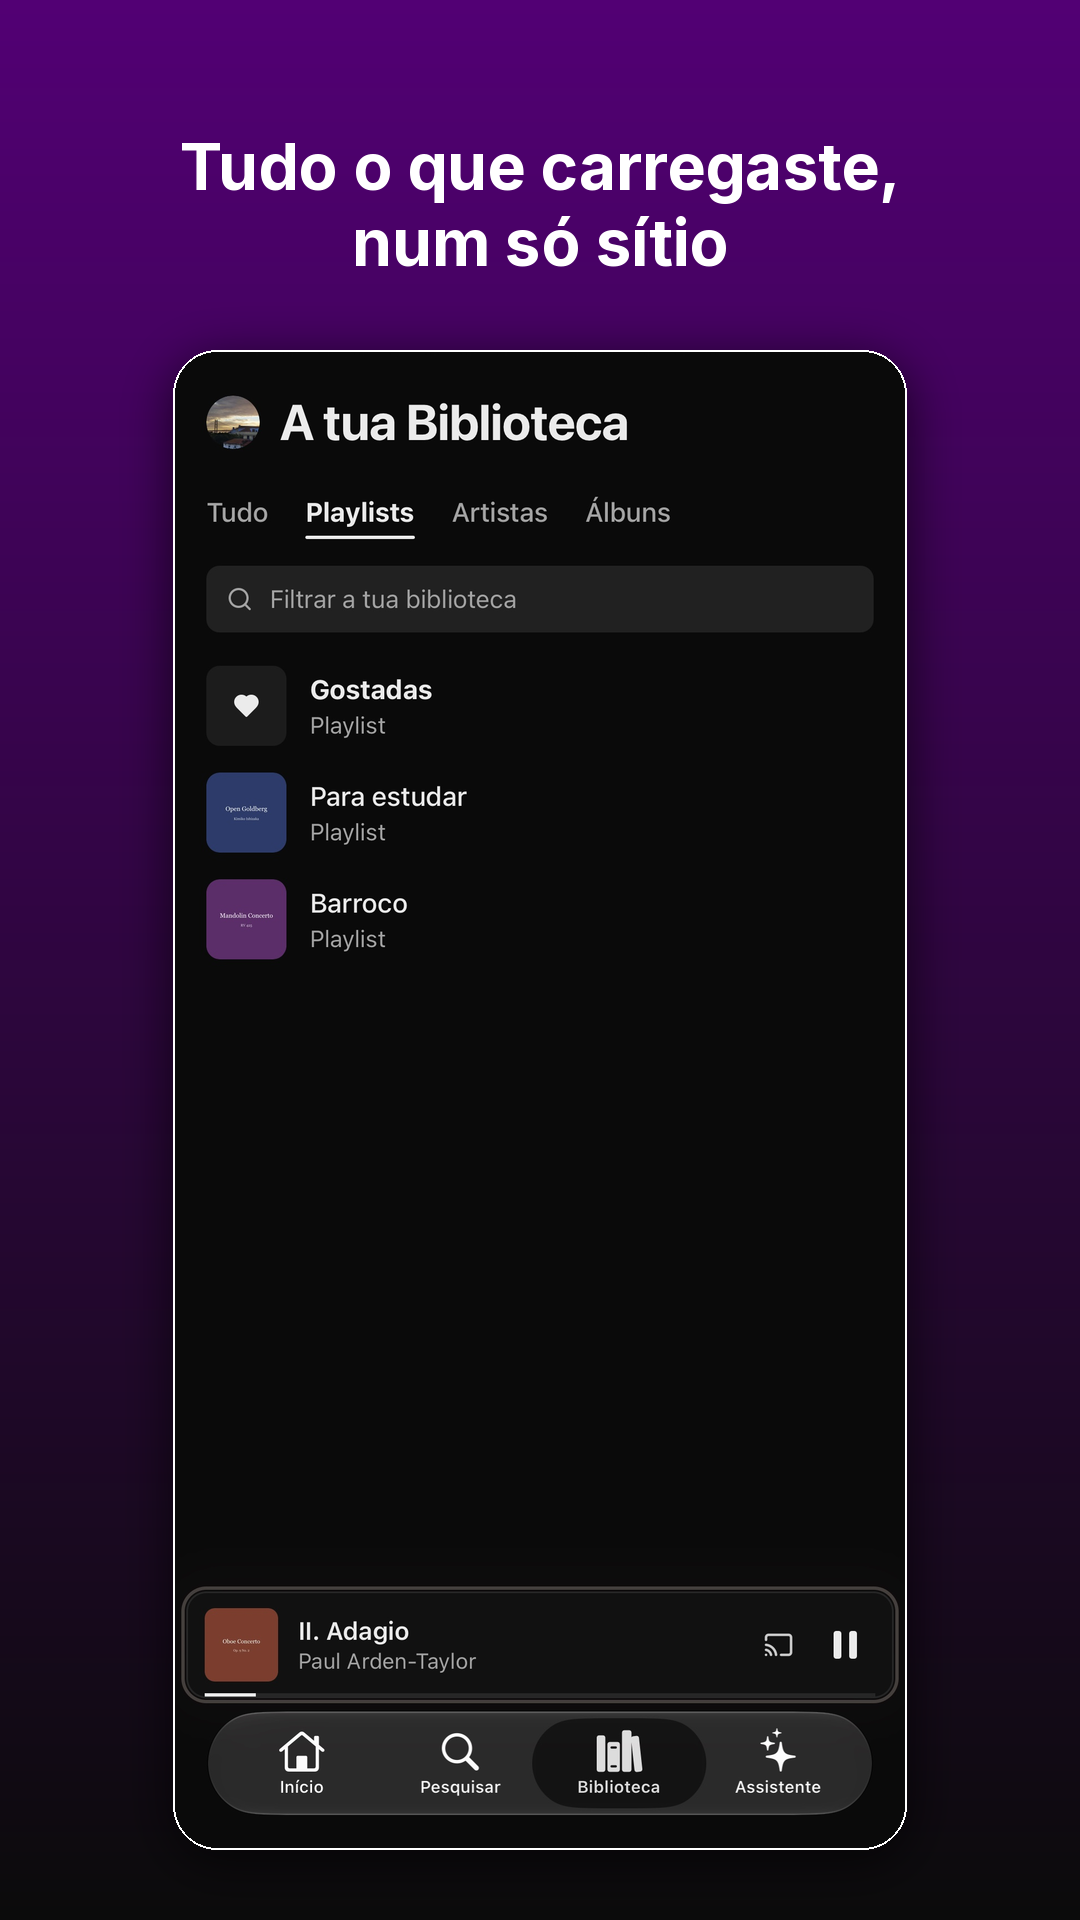 Tudo o que carregaste,
num só sítio
A tua Biblioteca
Tudo
Playlists
Artistas
Álbuns
Filtrar a tua biblioteca
Gostadas
Playlist
Open Goldberg
Para estudar
Playlist
Mandolin Concerto
Barroco
Playlist
Oboe Concerto
II. Adagio
Paul Arden-Taylor
Início
Pesquisar
Biblioteca
Assistente